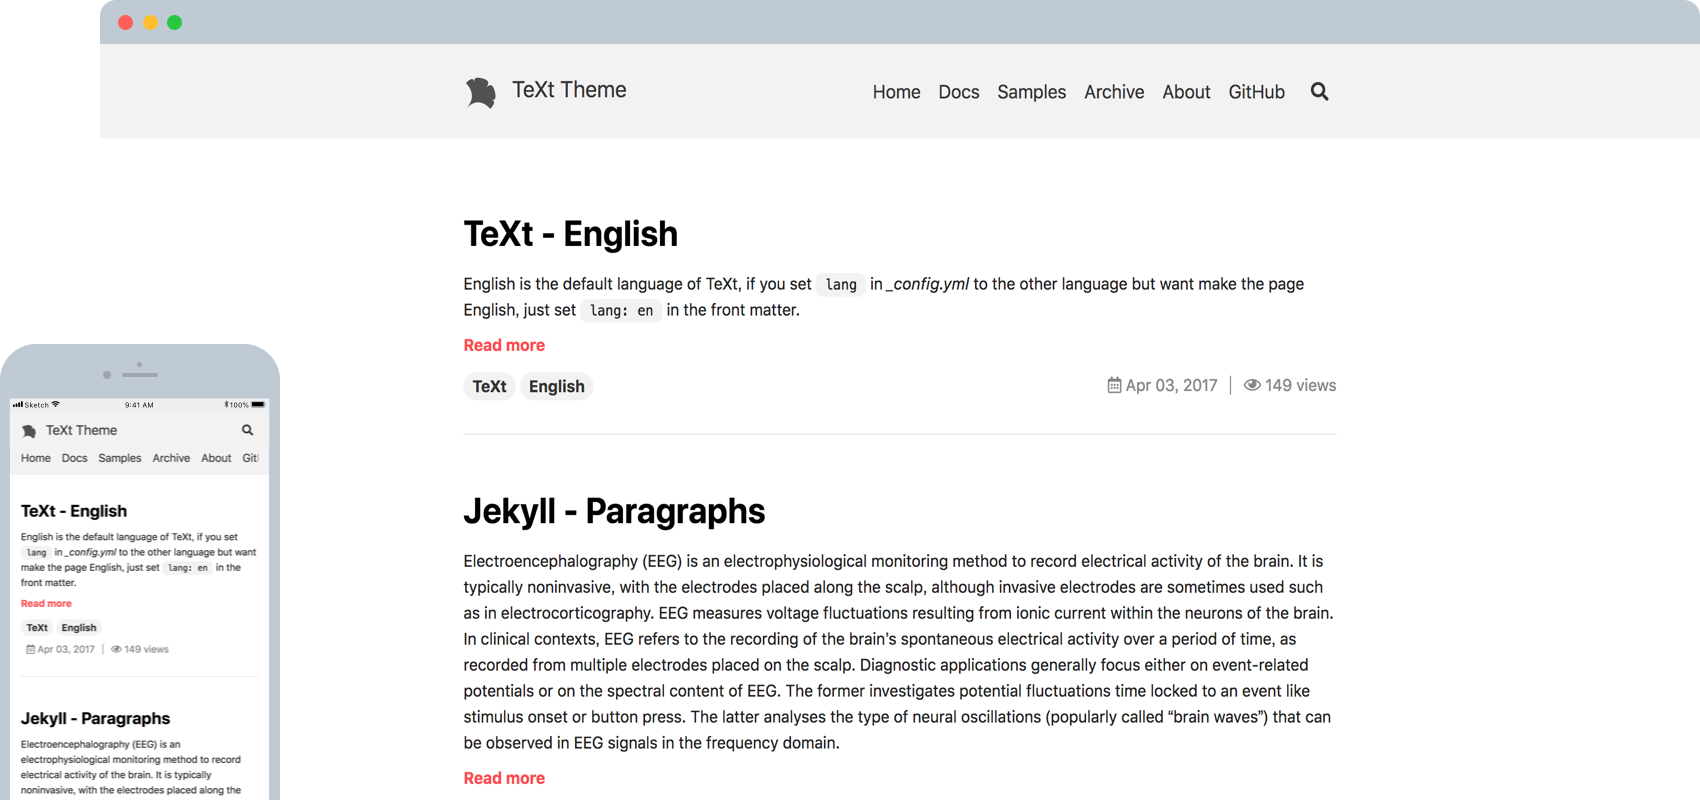 TeXt Theme
Home Docs Samples Archive About GitHub
TeXt - English
English is the default language of TeXt, if you set lang in _config.yml to the other language but want make the page
English, just set lang: en in the front matter.
Read more
TeXt English
Apr 03, 2017 | 149 views
Jekyll - Paragraphs
Electroencephalography (EEG) is an electrophysiological monitoring method to record electrical activity of the brain. It is
typically noninvasive, with the electrodes placed along the scalp, although invasive electrodes are sometimes used such
as in electrocorticography. EEG measures voltage fluctuations resulting from ionic current within the neurons of the brain.
In clinical contexts, EEG refers to the recording of the brain’s spontaneous electrical activity over a period of time, as
recorded from multiple electrodes placed on the scalp. Diagnostic applications generally focus either on event-related
potentials or on the spectral content of EEG. The former investigates potential fluctuations time locked to an event like
stimulus onset or button press. The latter analyses the type of neural oscillations (popularly called “brain waves”) that can
be observed in EEG signals in the frequency domain.
Read more
Sketch 9:41 AM 100%
TeXt Theme
Home Docs Samples Archive About Git
TeXt - English
English is the default language of TeXt, if you set
lang in _config.yml to the other language but want
make the page English, just set lang: en in the
front matter.
Read more
TeXt English
Apr 03, 2017 | 149 views
Jekyll - Paragraphs
Electroencephalography (EEG) is an
electrophysiological monitoring method to record
electrical activity of the brain. It is typically
noninvasive, with the electrodes placed along the